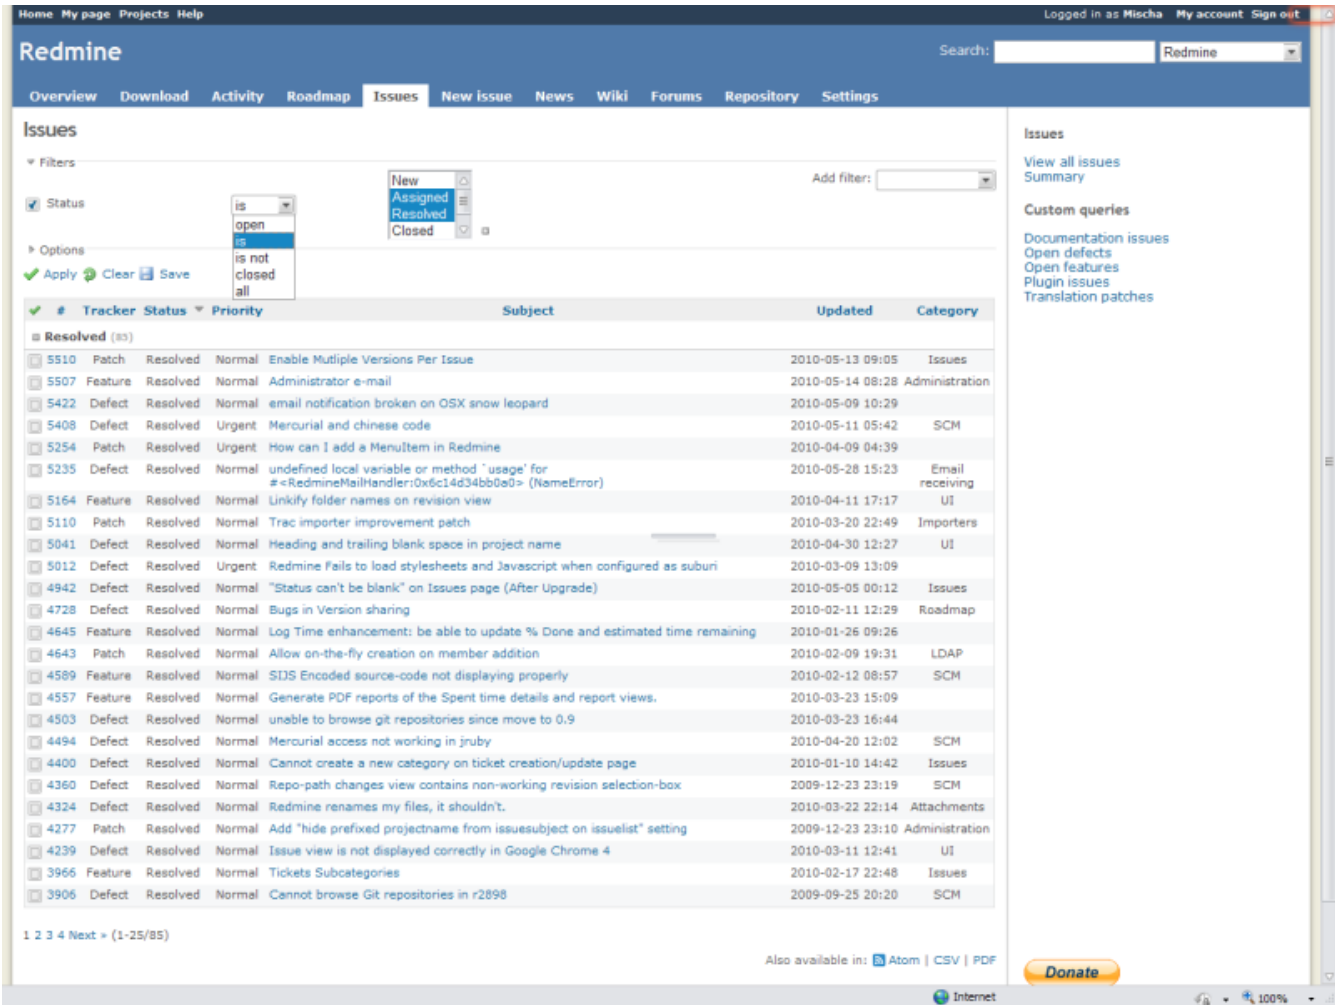 Home My page Projects Help Logged in as Mischa My account Sign out
Redmine Search: Redmine
Overview Download Activity Roadmap Issues New issue News Wiki Forums Repository Settings
Issues
Filters
Status is
open
is
is not
closed
all
New
Assigned
Resolved
Closed
Add filter:
Options
Apply Clear Save
# Tracker Status Priority Subject Updated Category
Resolved (85)
5510 Patch Resolved Normal Enable Mutliple Versions Per Issue 2010-05-13 09:05 Issues
5507 Feature Resolved Normal Administrator e-mail 2010-05-14 08:28 Administration
5422 Defect Resolved Normal email notification broken on OSX snow leopard 2010-05-09 10:29
5408 Defect Resolved Urgent Mercurial and chinese code 2010-05-11 05:42 SCM
5254 Patch Resolved Urgent How can I add a MenuItem in Redmine 2010-04-09 04:39
5235 Defect Resolved Normal undefined local variable or method `usage' for 2010-05-28 15:23 Email
#<RedmineMailHandler:0x6c14d34bb0a0> (NameError) receiving
5164 Feature Resolved Normal Linkify folder names on revision view 2010-04-11 17:17 UI
5110 Patch Resolved Normal Trac importer improvement patch 2010-03-20 22:49 Importers
5041 Defect Resolved Normal Heading and trailing blank space in project name 2010-04-30 12:27 UI
5012 Defect Resolved Urgent Redmine Fails to load stylesheets and Javascript when configured as suburi 2010-03-09 13:09
4942 Defect Resolved Normal "Status can't be blank" on Issues page (After Upgrade) 2010-05-05 00:12 Issues
4728 Defect Resolved Normal Bugs in Version sharing 2010-02-11 12:29 Roadmap
4645 Feature Resolved Normal Log Time enhancement: be able to update % Done and estimated time remaining 2010-01-26 09:26
4643 Patch Resolved Normal Allow on-the-fly creation on member addition 2010-02-09 19:31 LDAP
4589 Feature Resolved Normal SIJS Encoded source-code not displaying properly 2010-02-12 08:57 SCM
4557 Feature Resolved Normal Generate PDF reports of the Spent time details and report views. 2010-03-23 15:09
4503 Defect Resolved Normal unable to browse git repositories since move to 0.9 2010-03-23 16:44
4494 Defect Resolved Normal Mercurial access not working in jruby 2010-04-20 12:02 SCM
4400 Defect Resolved Normal Cannot create a new category on ticket creation/update page 2010-01-10 14:42 Issues
4360 Defect Resolved Normal Repo-path changes view contains non-working revision selection-box 2009-12-23 23:19 SCM
4324 Defect Resolved Normal Redmine renames my files, it shouldn't. 2010-03-22 22:14 Attachments
4277 Patch Resolved Normal Add "hide prefixed projectname from issuesubject on issuelist" setting 2009-12-23 23:10 Administration
4239 Defect Resolved Normal Issue view is not displayed correctly in Google Chrome 4 2010-03-11 12:41 UI
3966 Feature Resolved Normal Tickets Subcategories 2010-02-17 22:48 Issues
3906 Defect Resolved Normal Cannot browse Git repositories in r2898 2009-09-25 20:20 SCM
1 2 3 4 Next » (1-25/85)
Also available in: Atom | CSV | PDF
Issues
View all issues
Summary
Custom queries
Documentation issues
Open defects
Open features
Plugin issues
Translation patches
Donate
Internet 100%